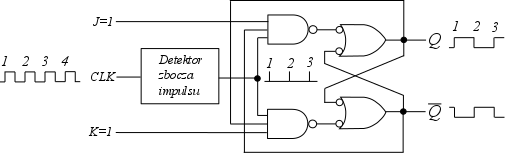 J=1
1 2 3 4
CLK
Detektor
zbocza
impulsu
1 2 3
K=1
Q
1 2 3
Q̅